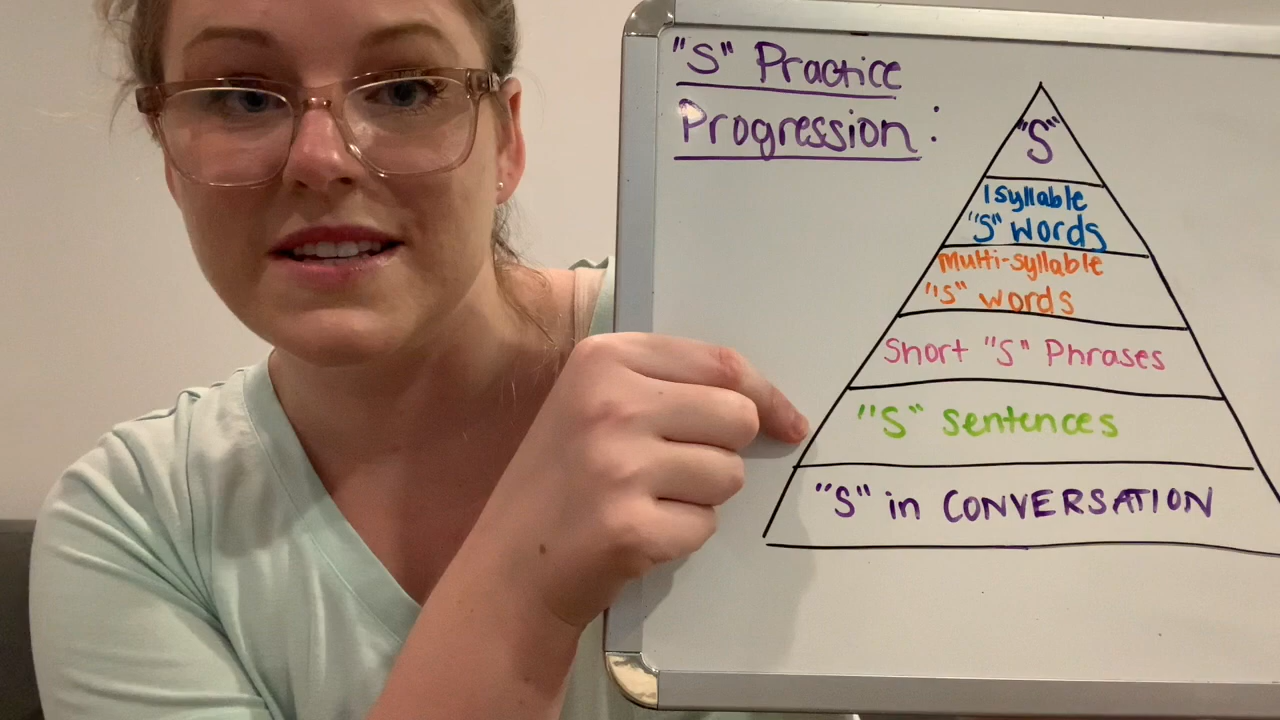 "S" Practice
Progression:
"S"
1 syllable
"S" words
Multi-syllable
"S" words
Short "S" Phrases
"S" sentences
"S" in CONVERSATION